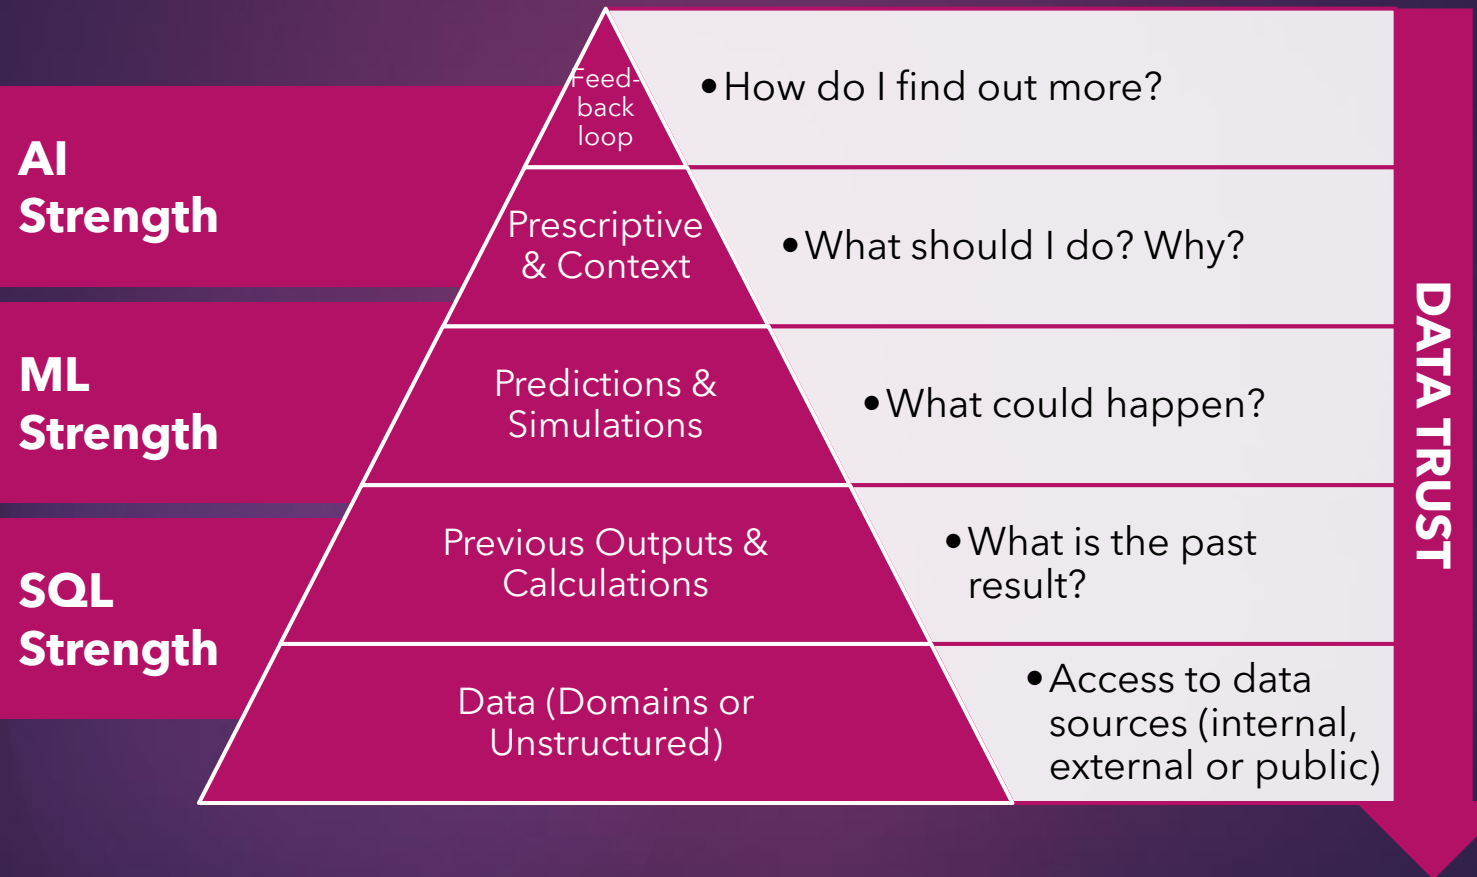 AI
Strength
ML
Strength
SQL
Strength
Feed-
back
loop
Prescriptive
& Context
Predictions &
Simulations
Previous Outputs &
Calculations
Data (Domains or
Unstructured)
•How do I find out more?
•What should I do? Why?
•What could happen?
•What is the past
result?
•Access to data
sources (internal,
external or public)
DATA TRUST